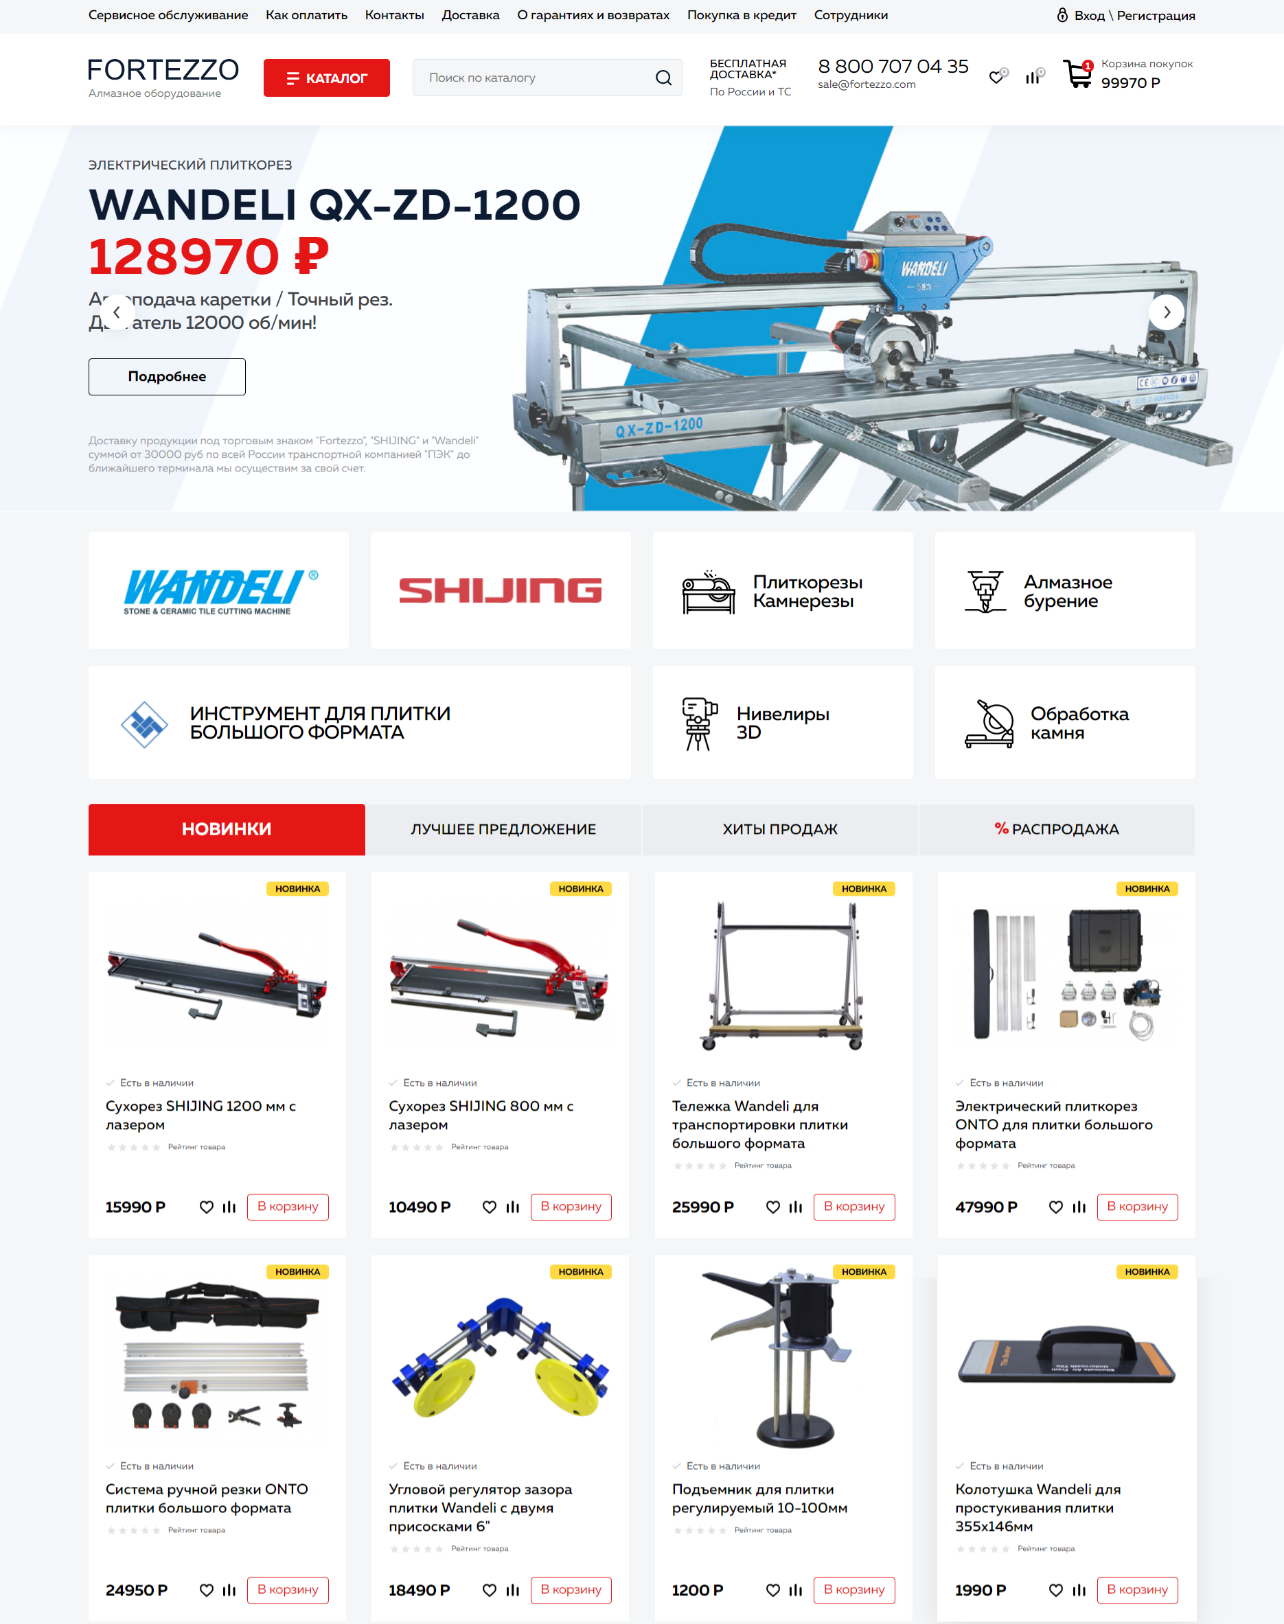 Сервисное обслуживание Как оплатить Контакты Доставка О гарантиях и возвратах Покупка в кредит Сотрудники Вход \ Регистрация
FORTEZZO
Алмазное оборудование
КАТАЛОГ
Поиск по каталогу
БЕСПЛАТНАЯ
ДОСТАВКА*
По России и ТС
8 800 707 04 35
sale@fortezzo.com
0
0
1
Корзина покупок
99970 Р
ЭЛЕКТРИЧЕСКИЙ ПЛИТКОРЕЗ
WANDELI QX-ZD-1200
128970 ₽
Автоподача каретки / Точный рез.
Двигатель 12000 об/мин!
Подробнее
Доставку продукции под торговым знаком "Fortezzo", "SHIJING" и "Wandeli"
суммой от 30000 руб по всей России транспортной компанией "ПЭК" до
ближайшего терминала мы осуществим за свой счет.
WANDELI
QX-ZD-1200
WANDELI ®
STONE & CERAMIC TILE CUTTING MACHINE
SHIJING
Плиткорезы
Камнерезы
Алмазное
бурение
ИНСТРУМЕНТ ДЛЯ ПЛИТКИ
БОЛЬШОГО ФОРМАТА
Нивелиры
3D
Обработка
камня
НОВИНКИ ЛУЧШЕЕ ПРЕДЛОЖЕНИЕ ХИТЫ ПРОДАЖ % РАСПРОДАЖА
НОВИНКА
Есть в наличии
Сухорез SHIJING 1200 мм с
лазером
Рейтинг товара
15990 Р
В корзину
НОВИНКА
Есть в наличии
Сухорез SHIJING 800 мм с
лазером
Рейтинг товара
10490 Р
В корзину
НОВИНКА
Есть в наличии
Тележка Wandeli для
транспортировки плитки
большого формата
Рейтинг товара
25990 Р
В корзину
НОВИНКА
Есть в наличии
Электрический плиткорез
ONTO для плитки большого
формата
Рейтинг товара
47990 Р
В корзину
НОВИНКА
Есть в наличии
Система ручной резки ONTO
плитки большого формата
Рейтинг товара
24950 Р
В корзину
НОВИНКА
Есть в наличии
Угловой регулятор зазора
плитки Wandeli с двумя
присосками 6"
Рейтинг товара
18490 Р
В корзину
НОВИНКА
Есть в наличии
Подъемник для плитки
регулируемый 10-100мм
Рейтинг товара
1200 Р
В корзину
НОВИНКА
Есть в наличии
Колотушка Wandeli для
простукивания плитки
355х146мм
Рейтинг товара
1990 Р
В корзину